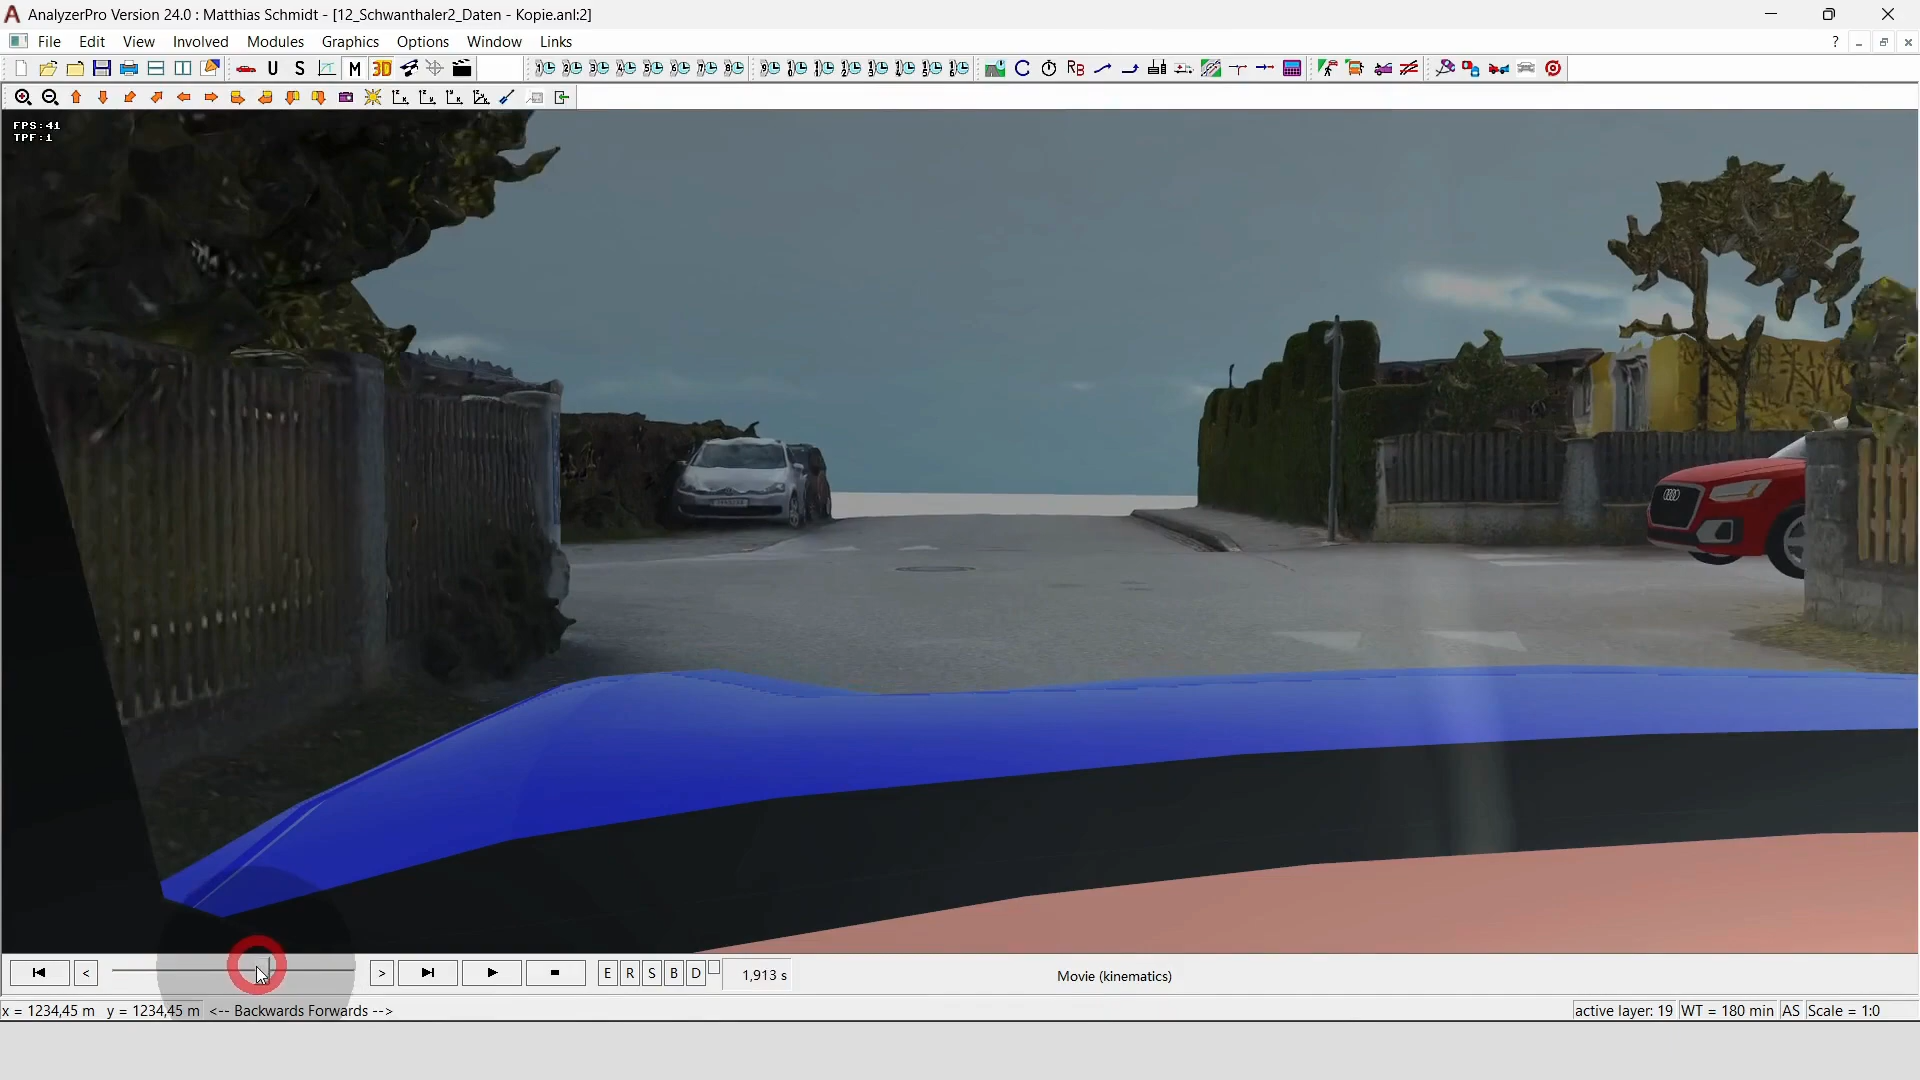 AnalyzerPro Version 24.0 : Matthias Schmidt - [12_Schwanthaler2_Daten - Kopie.anl:2]
File Edit View Involved Modules Graphics Options Window Links ?
U S M 3D RB
FPS:41
TPF:1
< > E R S B D 1,913 s Movie (kinematics)
x = 1234,45 m y = 1234,45 m <-- Backwards Forwards --> active layer: 19 WT = 180 min AS Scale = 1:0